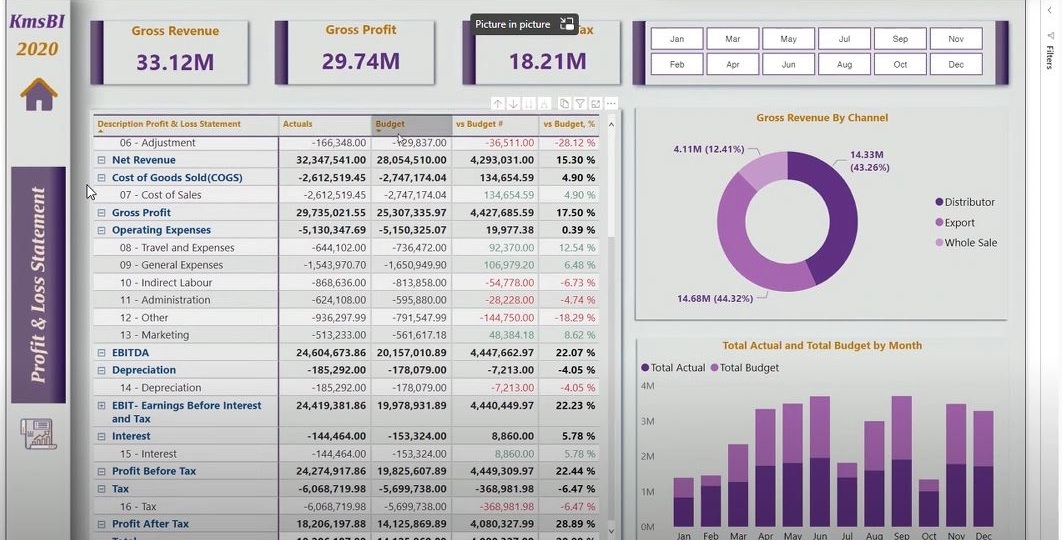 KmsBI
2020
Profit & Loss Statement
Gross Revenue
33.12M
Gross Profit
29.74M
Picture in picture
Tax
18.21M
Jan Mar May Jul Sep Nov
Feb Apr Jun Aug Oct Dec
Filters
Description Profit & Loss Statement Actuals Budget vs Budget # vs Budget, %
06 - Adjustment -166,348.00 -129,837.00 -36,511.00 -28.12 %
Net Revenue 32,347,541.00 28,054,510.00 4,293,031.00 15.30 %
Cost of Goods Sold(COGS) -2,612,519.45 -2,747,174.04 134,654.59 4.90 %
07 - Cost of Sales -2,612,519.45 -2,747,174.04 134,654.59 4.90 %
Gross Profit 29,735,021.55 25,307,335.97 4,427,685.59 17.50 %
Operating Expenses -5,130,347.69 -5,150,325.07 19,977.38 0.39 %
08 - Travel and Expenses -644,102.00 -736,472.00 92,370.00 12.54 %
09 - General Expenses -1,543,970.70 -1,650,949.90 106,979.20 6.48 %
10 - Indirect Labour -868,636.00 -813,858.00 -54,778.00 -6.73 %
11 - Administration -624,108.00 -595,880.00 -28,228.00 -4.74 %
12 - Other -936,297.99 -791,547.99 -144,750.00 -18.29 %
13 - Marketing -513,233.00 -561,617.18 48,384.18 8.62 %
EBITDA 24,604,673.86 20,157,010.89 4,447,662.97 22.07 %
Depreciation -185,292.00 -178,079.00 -7,213.00 -4.05 %
14 - Depreciation -185,292.00 -178,079.00 -7,213.00 -4.05 %
EBIT- Earnings Before Interest 24,419,381.86 19,978,931.89 4,440,449.97 22.23 %
and Tax
Interest -144,464.00 -153,324.00 8,860.00 5.78 %
15 - Interest -144,464.00 -153,324.00 8,860.00 5.78 %
Profit Before Tax 24,274,917.86 19,825,607.89 4,449,309.97 22.44 %
Tax -6,068,719.98 -5,699,738.00 -368,981.98 -6.47 %
16 - Tax -6,068,719.98 -5,699,738.00 -368,981.98 -6.47 %
Profit After Tax 18,206,197.88 14,125,869.89 4,080,327.99 28.89 %
Gross Revenue By Channel
4.11M (12.41%)
14.33M
(43.26%)
14.68M (44.32%)
Distributor
Export
Whole Sale
Total Actual and Total Budget by Month
Total Actual Total Budget
4M
3M
2M
1M
0M
Jan Feb Mar Apr May Jun Jul Aug Sep Oct Nov Dec